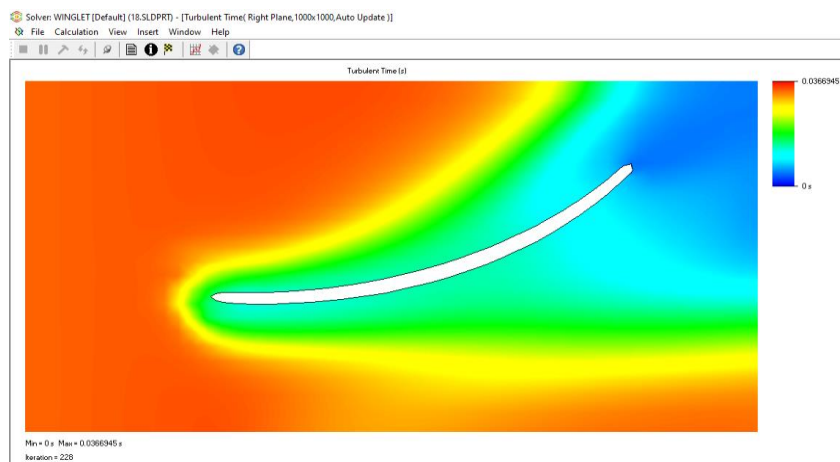 Solver: WINGLET [Default] (18.SLDPRT) - [Turbulent Time( Right Plane,1000x1000,Auto Update )]
File Calculation View Insert Window Help
Turbulent Time (s)
0.0366945
0 s
Min = 0 s Max = 0.0366945 s
Iteration = 228